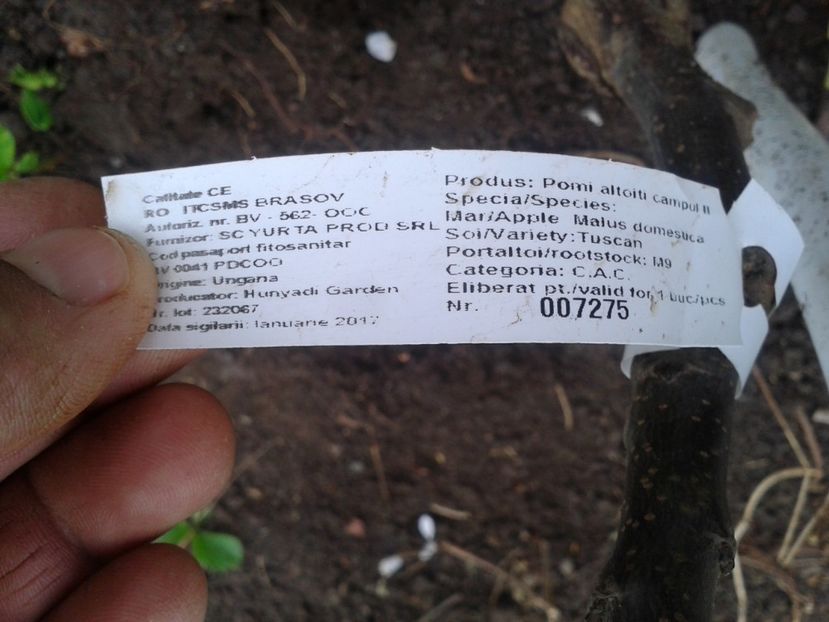 Calitate CE
RO ITCSMS BRASOV
Autoriz. nr. BV - 562- OOC
Furnizor: SC YURTA PROD SRL
Cod pasaport fitosanitar
BV 0041 PDCOO
Origine: Ungaria
Producator: Hunyadi Garden
Nr. lot: 232067
Data sigilarii: Ianuarie 2017
Produs: Pomi altoiti campul II
Specia/Species:
Mar/Apple Malus domestica
Soi/Variety: Tuscan
Portaltoi/rootstock: M9
Categoria: C.A.C.
Eliberat pt./valid for 1 buc/pcs
Nr. 007275